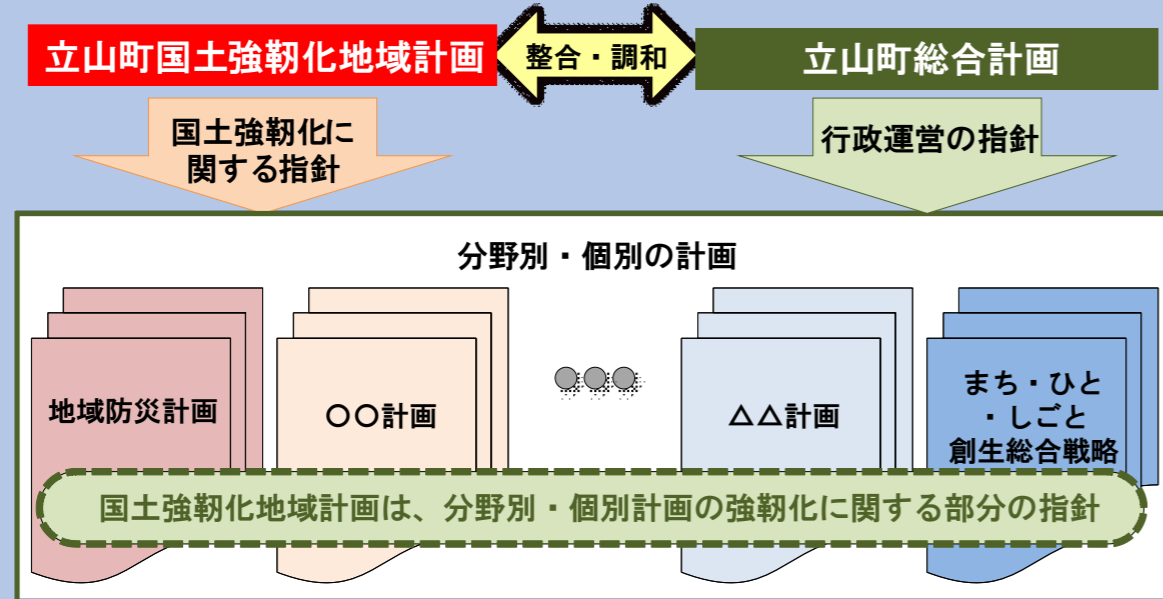 立山町国土強靭化地域計画
整合・調和
立山町総合計画
国土強靭化に
関する指針
行政運営の指針
分野別・個別の計画
地域防災計画
〇〇計画
△△計画
まち・ひと
・しごと
創生総合戦略
国土強靭化地域計画は、分野別・個別計画の強靭化に関する部分の指針